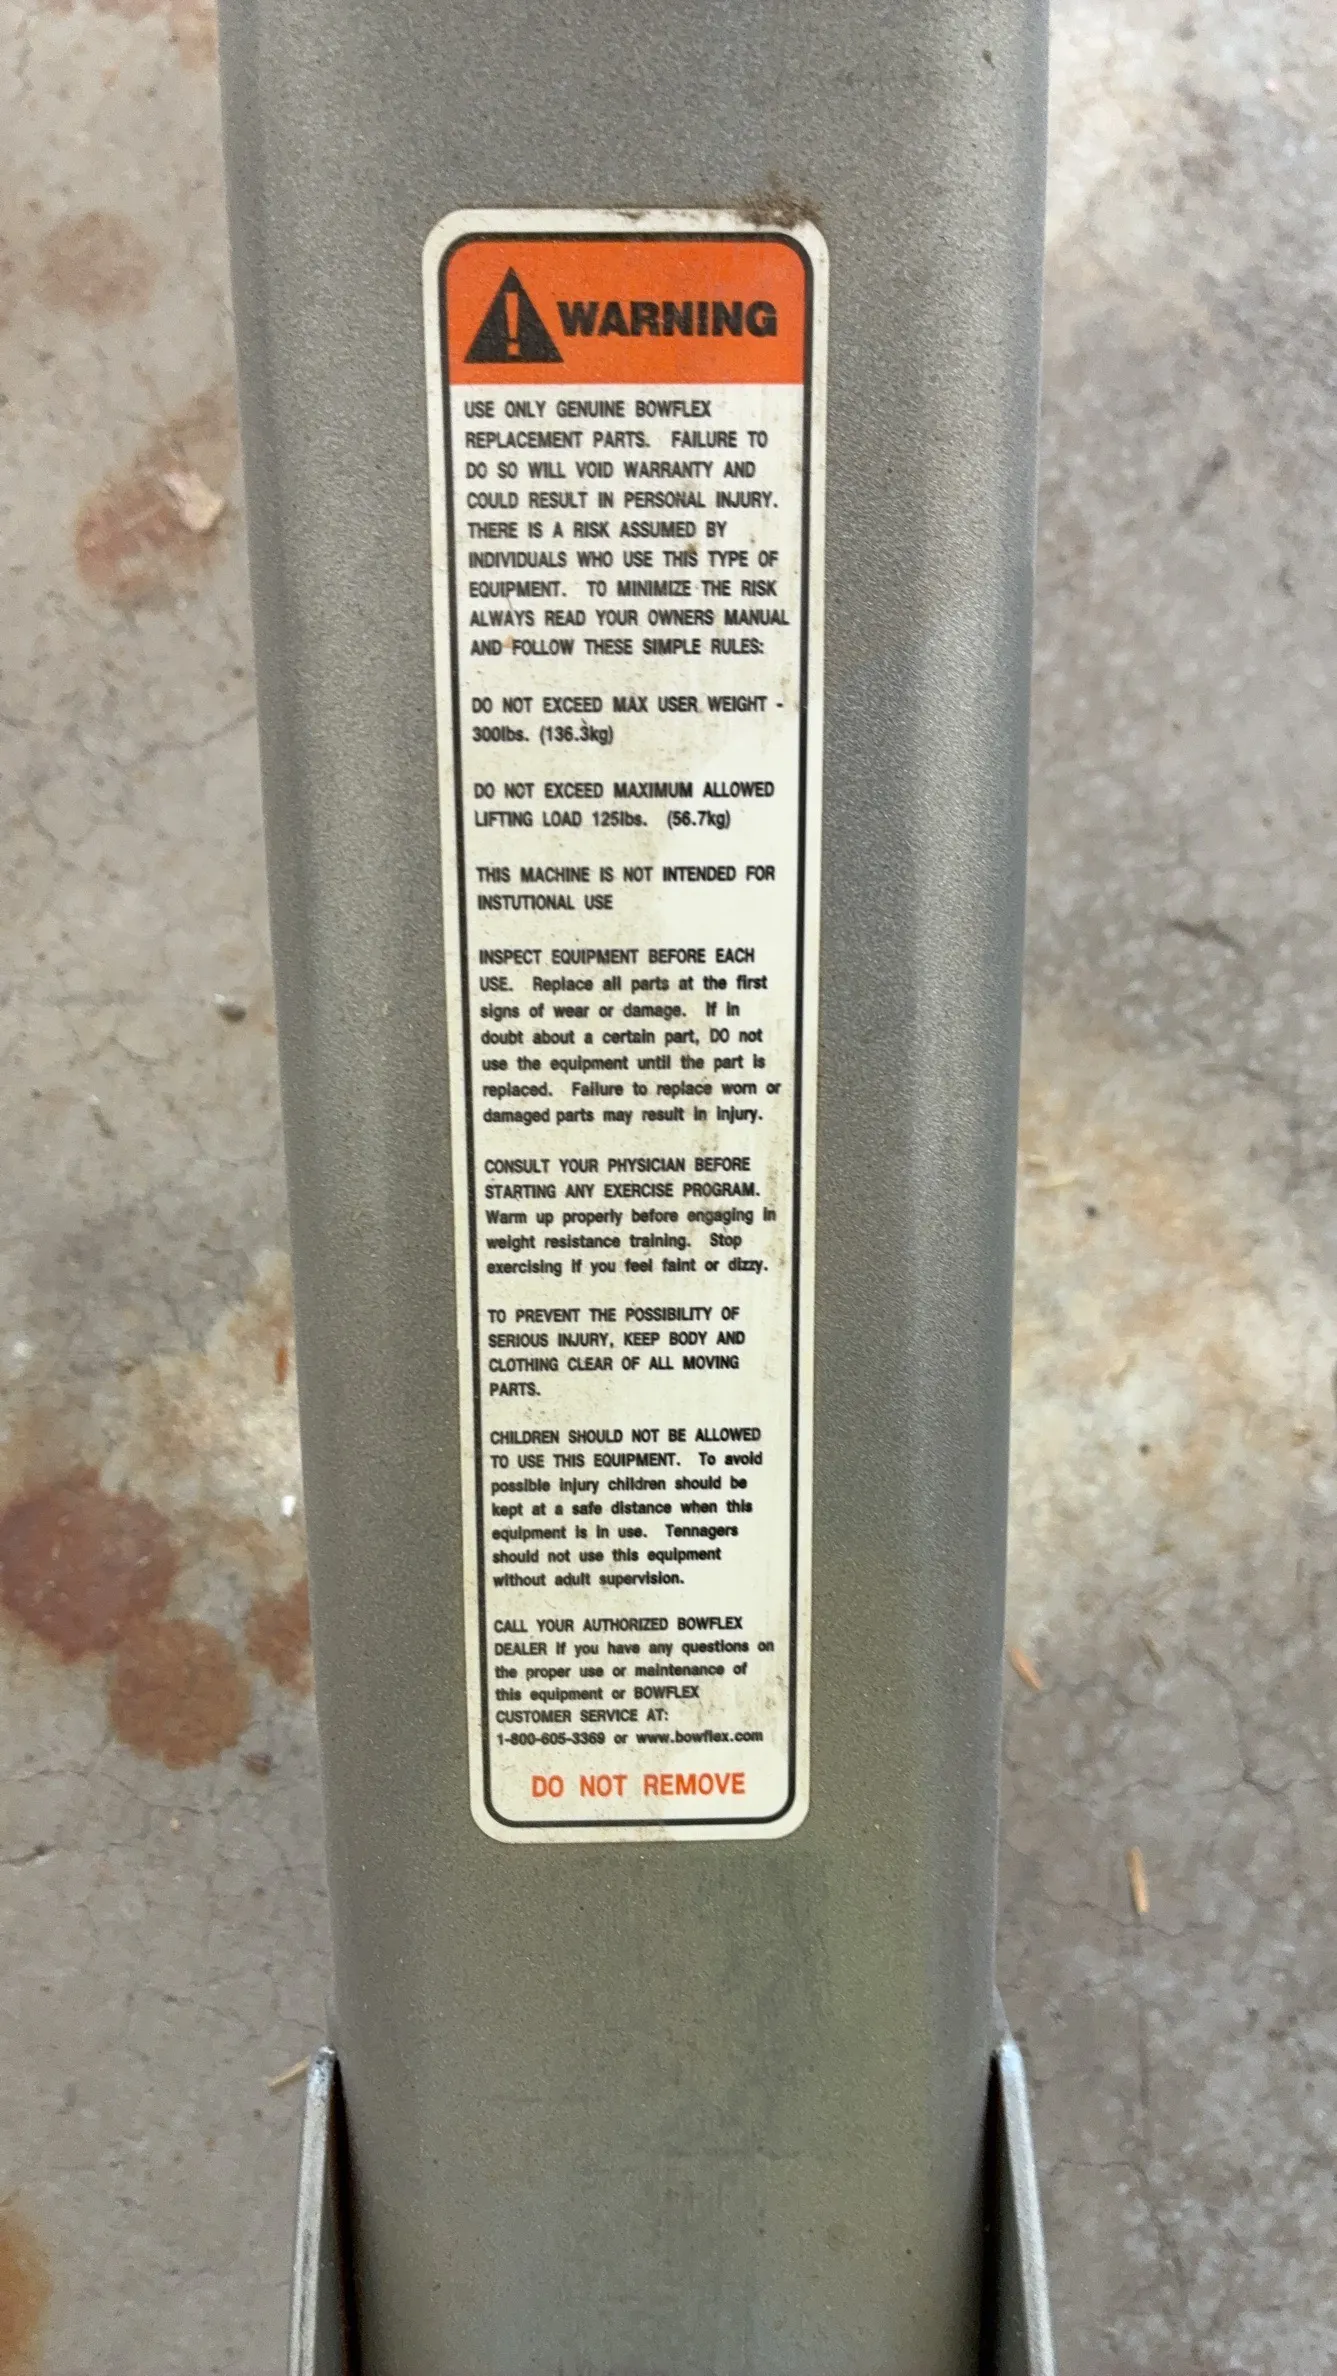 WARNING
USE ONLY GENUINE BOWFLEX
REPLACEMENT PARTS. FAILURE TO
DO SO WILL VOID WARRANTY AND
COULD RESULT IN PERSONAL INJURY.
THERE IS A RISK ASSUMED BY
INDIVIDUALS WHO USE THIS TYPE OF
EQUIPMENT. TO MINIMIZE THE RISK
ALWAYS READ YOUR OWNERS MANUAL
AND FOLLOW THESE SIMPLE RULES:
DO NOT EXCEED MAX USER WEIGHT -
300lbs. (136.3kg)
DO NOT EXCEED MAXIMUM ALLOWED
LIFTING LOAD 125lbs. (56.7kg)
THIS MACHINE IS NOT INTENDED FOR
INSTUTIONAL USE
INSPECT EQUIPMENT BEFORE EACH
USE. Replace all parts at the first
signs of wear or damage. If in
doubt about a certain part, DO not
use the equipment until the part is
replaced. Failure to replace worn or
damaged parts may result in injury.
CONSULT YOUR PHYSICIAN BEFORE
STARTING ANY EXERCISE PROGRAM.
Warm up properly before engaging in
weight resistance training. Stop
exercising if you feel faint or dizzy.
TO PREVENT THE POSSIBILITY OF
SERIOUS INJURY, KEEP BODY AND
CLOTHING CLEAR OF ALL MOVING
PARTS.
CHILDREN SHOULD NOT BE ALLOWED
TO USE THIS EQUIPMENT. To avoid
possible injury children should be
kept at a safe distance when this
equipment is in use. Tennagers
should not use this equipment
without adult supervision.
CALL YOUR AUTHORIZED BOWFLEX
DEALER if you have any questions on
the proper use or maintenance of
this equipment or BOWFLEX
CUSTOMER SERVICE AT:
1-800-605-3369 or www.bowflex.com
DO NOT REMOVE